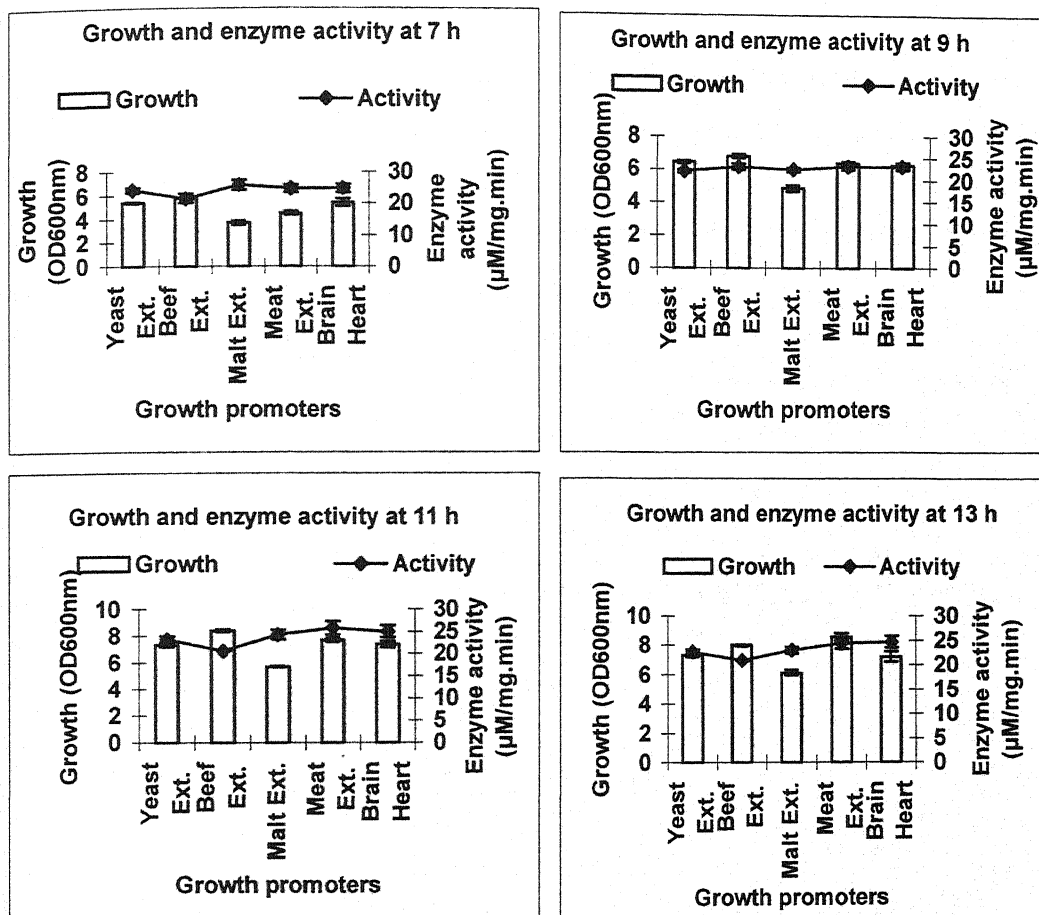 Growth and enzyme activity at 7 h
Growth Activity
Growth
(OD600nm)
8
6
4
2
0
30
20
10
0
Enzyme
activity
(µM/mg.min)
Yeast
Ext.
Beef
Ext.
Malt Ext.
Meat
Ext.
Brain
Heart
Growth promoters
Growth and enzyme activity at 9 h
Growth Activity
Growth (OD600nm)
8
6
4
2
0
30
25
20
15
10
5
0
Enzyme activity
(µM/mg.min)
Yeast
Ext.
Beef
Ext.
Malt Ext.
Meat
Ext.
Brain
Heart
Growth promoters
Growth and enzyme activity at 11 h
Growth Activity
Growth (OD600nm)
10
8
6
4
2
0
30
25
20
15
10
5
0
Enzyme activity
(µM/mg.min)
Yeast
Ext.
Beef
Ext.
Malt Ext.
Meat
Ext.
Brain
Heart
Growth promoters
Growth and enzyme activity at 13 h
Growth Activity
Growth (OD600nm)
10
8
6
4
2
0
30
25
20
15
10
5
0
Enzyme activity
(µM/mg.min)
Yeast
Ext.
Beef
Ext.
Malt Ext.
Meat
Ext.
Brain
Heart
Growth promoters